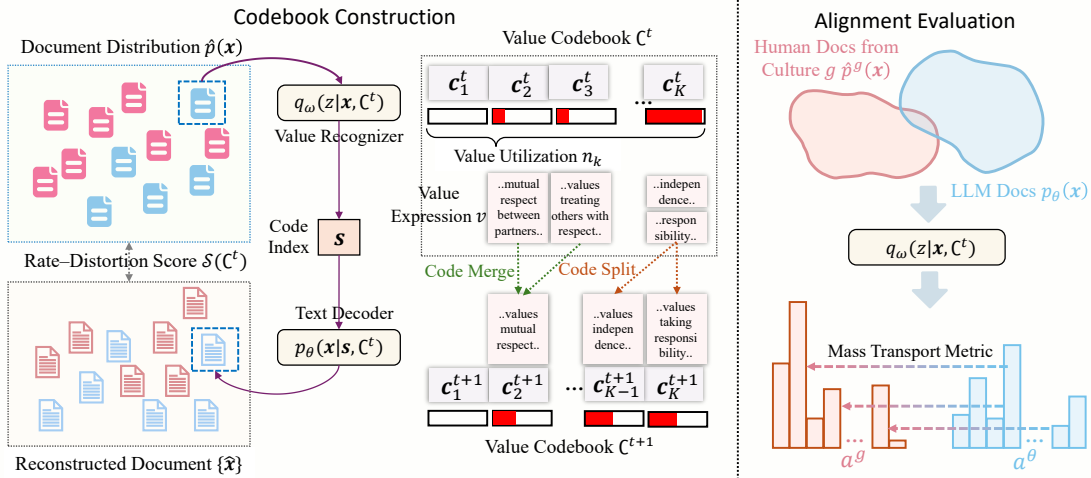 Codebook Construction
Document Distribution p̂(x)
q_ω(z|x, C^t)
Value Recognizer
Code
Index
s
Rate–Distortion Score S(C^t)
Text Decoder
p_θ(x|s, C^t)
Reconstructed Document {x̂}
Value Codebook C^t
c_1^t
c_2^t
c_3^t
...
c_K^t
Value Utilization n_k
Value
Expression v
..mutual
respect
between
partners..
..values
treating
others with
respect..
..indepen
dence..
..respon
sibility..
Code Merge
Code Split
..values
mutual
respect..
..values
indepen
dence..
..values
taking
responsi
bility..
c_1^{t+1}
c_2^{t+1}
...
c_{K-1}^{t+1}
c_K^{t+1}
Value Codebook C^{t+1}
Alignment Evaluation
Human Docs from
Culture g p̂^g(x)
LLM Docs p_θ(x)
q_ω(z|x, C^t)
Mass Transport Metric
...
...
a^g
a^θ